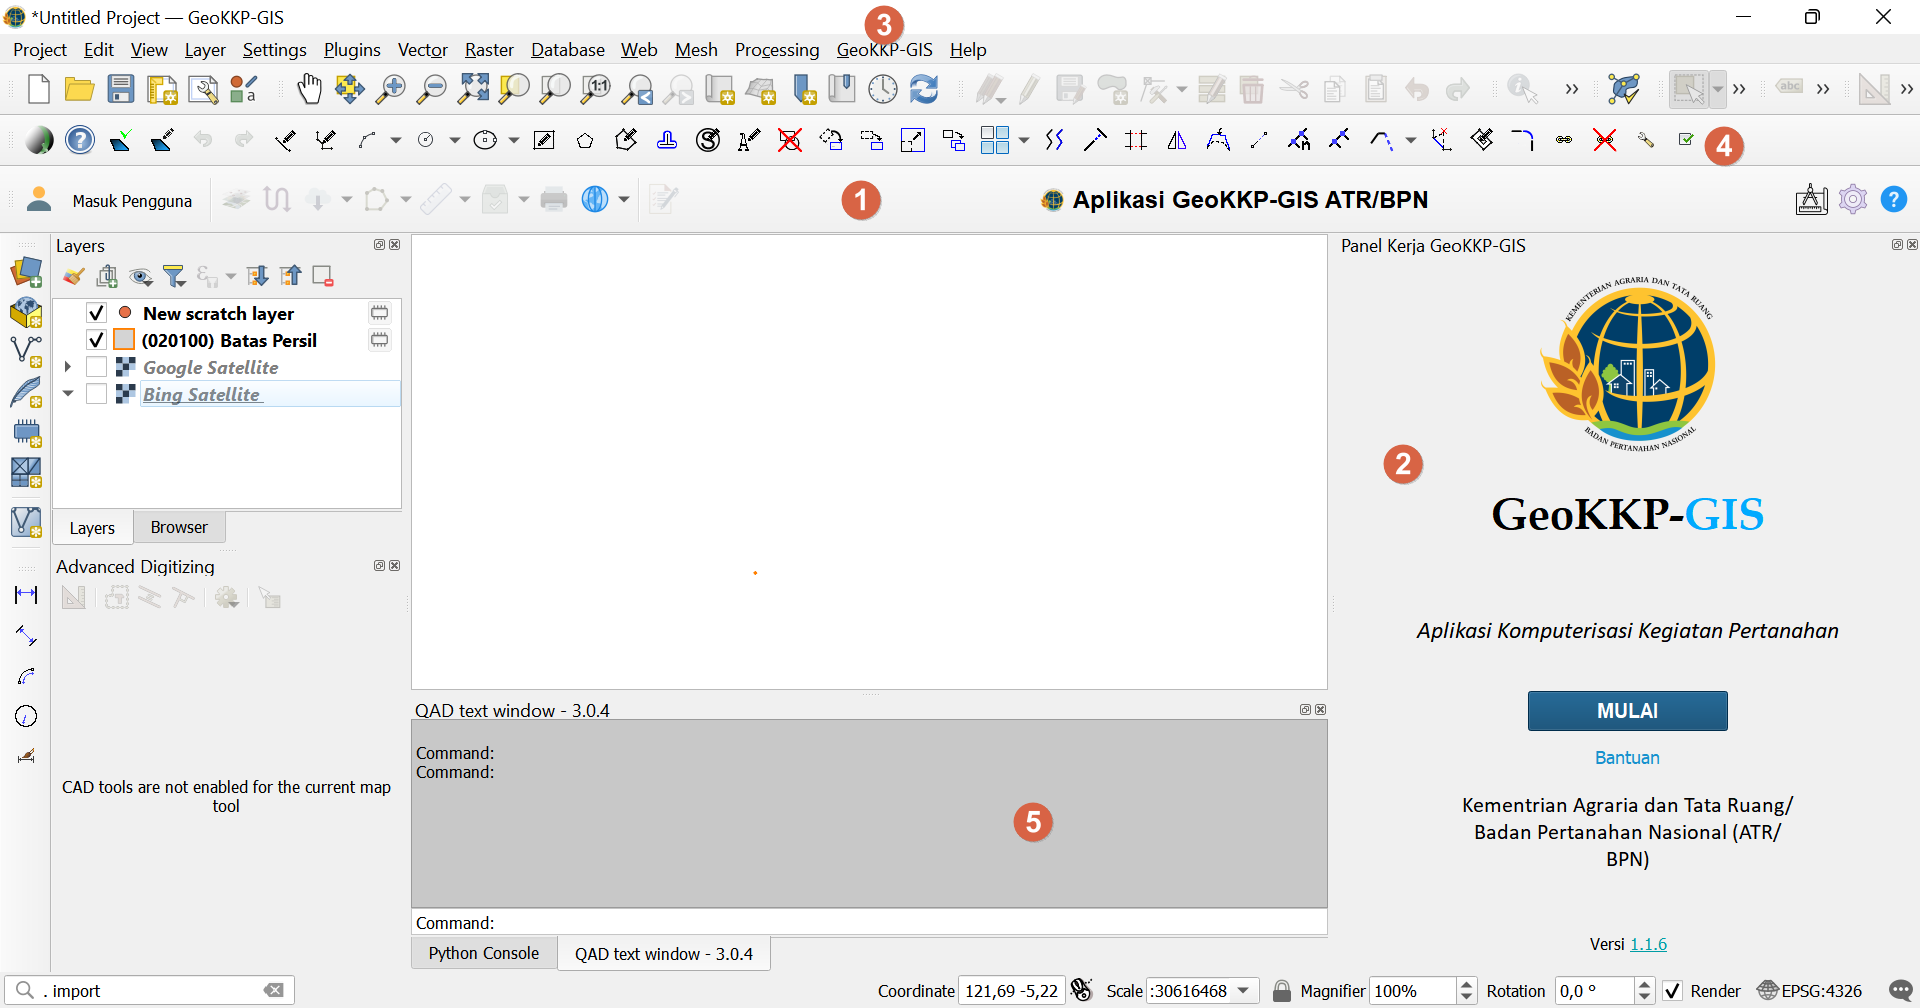 *Untitled Project — GeoKKP-GIS
3
Project Edit View Layer Settings Plugins Vector Raster Database Web Mesh Processing GeoKKP-GIS Help
a
1:1
abc
4
Masuk Pengguna
1
Aplikasi GeoKKP-GIS ATR/BPN
Layers
Panel Kerja GeoKKP-GIS
New scratch layer
(020100) Batas Persil
Google Satellite
Bing Satellite
KEMENTERIAN AGRARIA DAN TATA RUANG
BADAN PERTANAHAN NASIONAL
2
GeoKKP-GIS
Layers Browser
Advanced Digitizing
Aplikasi Komputerisasi Kegiatan Pertanahan
QAD text window - 3.0.4
MULAI
Command:
Command:
Bantuan
CAD tools are not enabled for the current map
tool
Kementrian Agraria dan Tata Ruang/
Badan Pertanahan Nasional (ATR/
BPN)
5
Command:
Python Console QAD text window - 3.0.4
Versi 1.1.6
. import
Coordinate 121,69 -5,22 Scale :30616468 Magnifier 100% Rotation 0,0 ° Render EPSG:4326